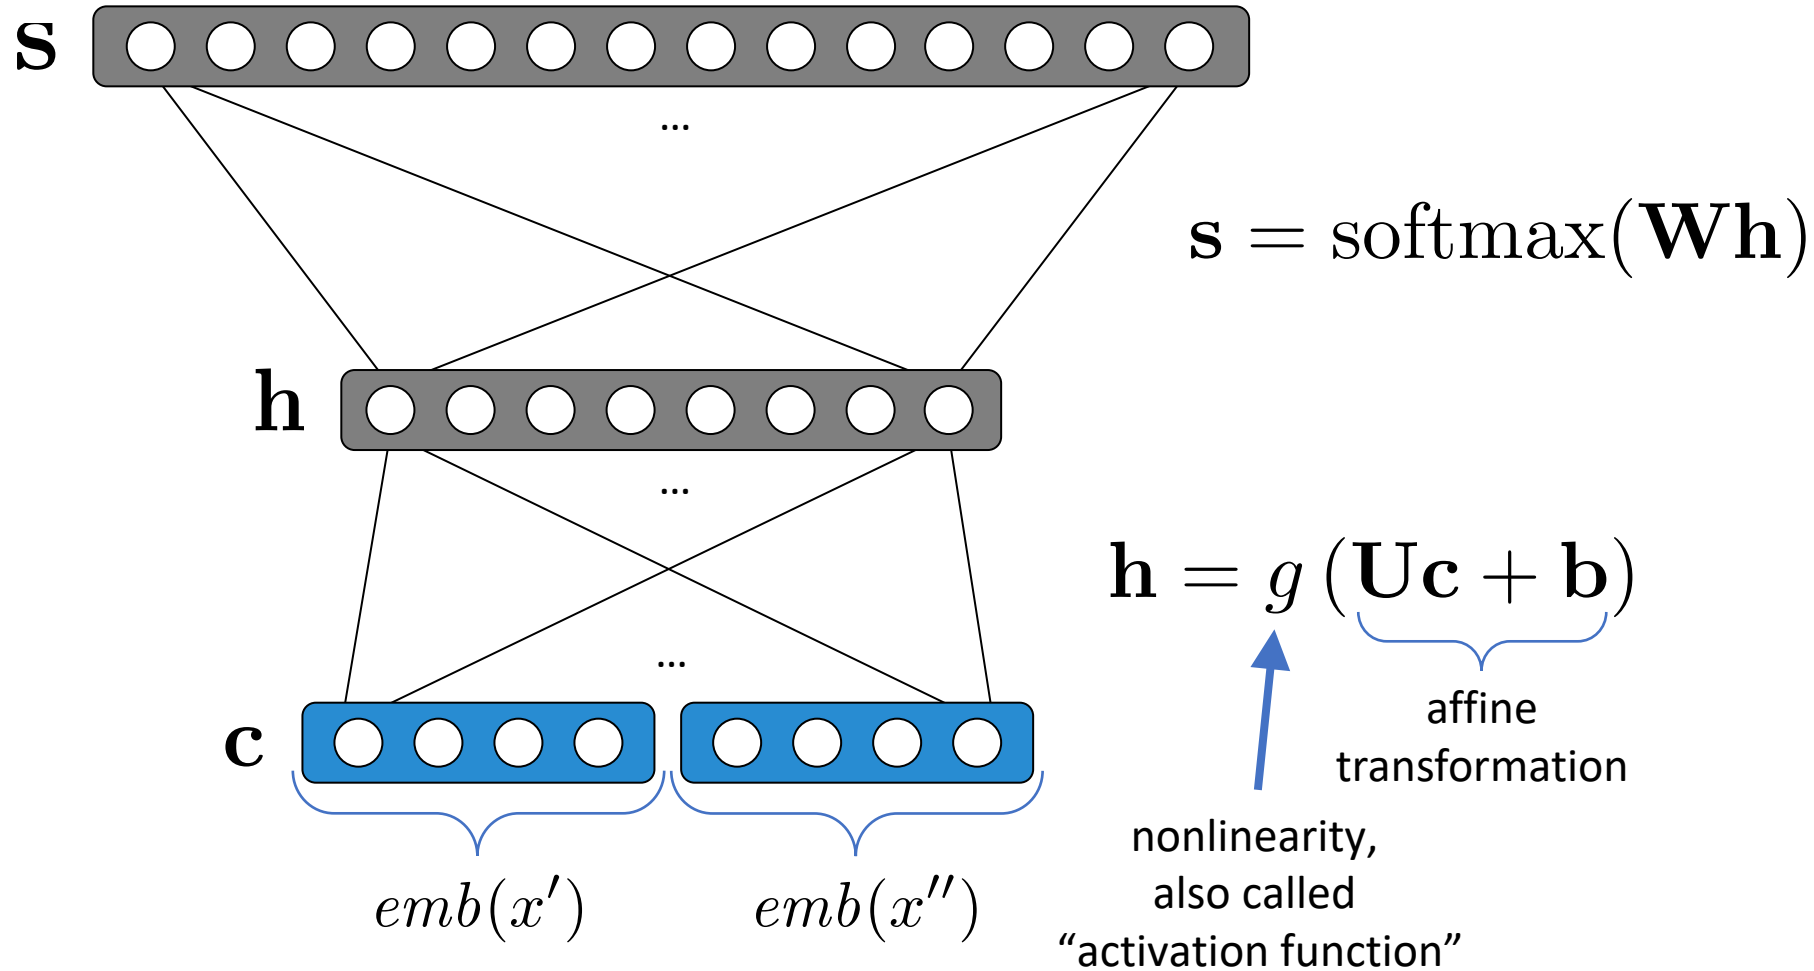 s
...
s = softmax(Wh)
h
...
h = g (Uc + b)
...
affine
transformation
c
nonlinearity,
also called
“activation function”
emb(x′)
emb(x′′)